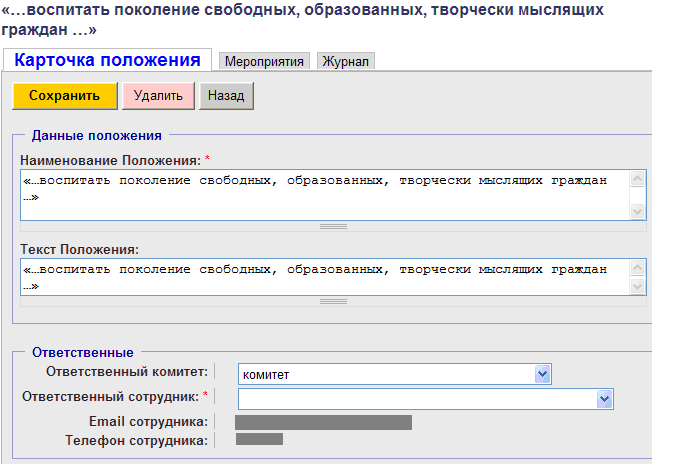 «…воспитать поколение свободных, образованных, творчески мыслящих
граждан …»
Карточка положения Мероприятия Журнал
Сохранить Удалить Назад
Данные положения
Наименование Положения: *
«…воспитать поколение свободных, образованных, творчески мыслящих граждан
…»
Текст Положения:
«…воспитать поколение свободных, образованных, творчески мыслящих граждан
…»
Ответственные
Ответственный комитет: комитет
Ответственный сотрудник: *
Email сотрудника:
Телефон сотрудника: